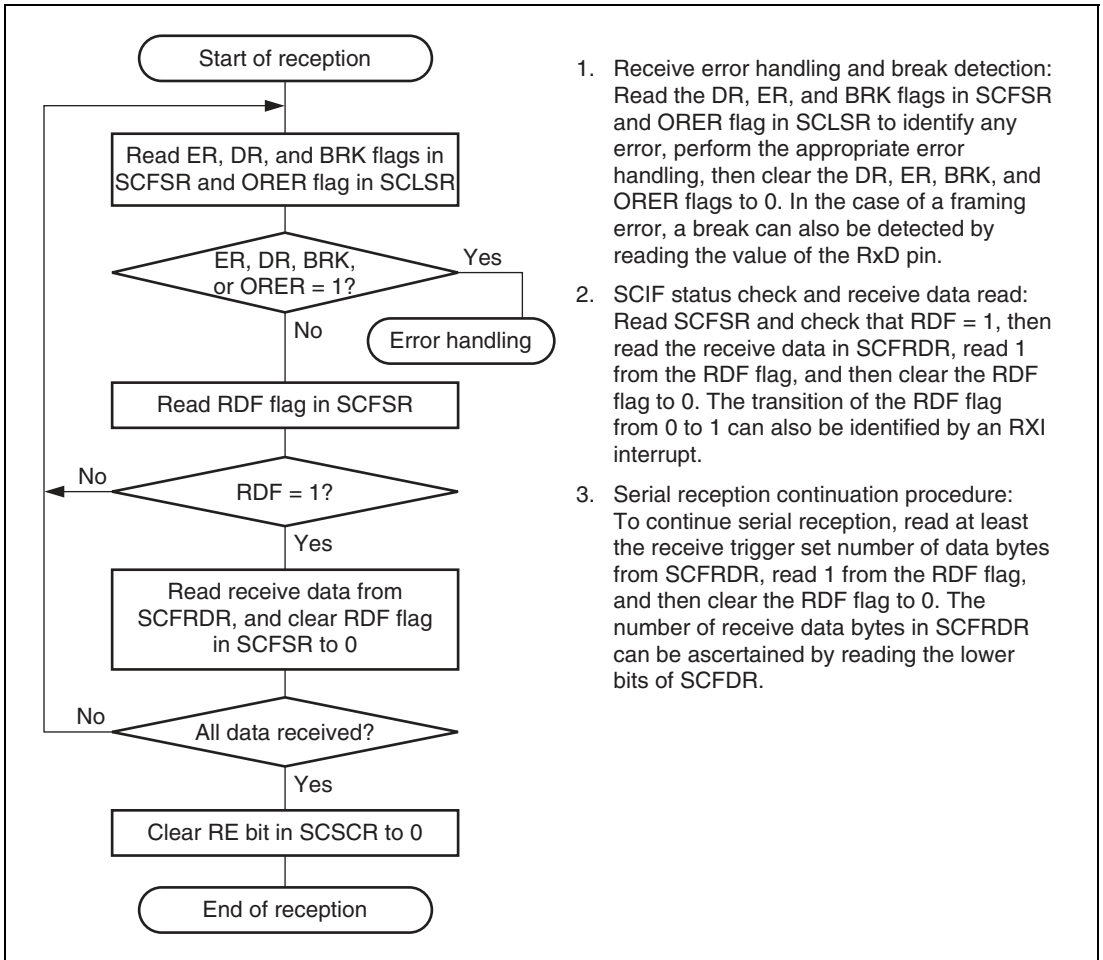 Start of reception
Read ER, DR, and BRK flags in
SCFSR and ORER flag in SCLSR
ER, DR, BRK,
or ORER = 1?
Yes
No
Error handling
Read RDF flag in SCFSR
No
RDF = 1?
Yes
Read receive data from
SCFRDR, and clear RDF flag
in SCFSR to 0
No
All data received?
Yes
Clear RE bit in SCSCR to 0
End of reception
1. Receive error handling and break detection:
Read the DR, ER, and BRK flags in SCFSR
and ORER flag in SCLSR to identify any
error, perform the appropriate error
handling, then clear the DR, ER, BRK, and
ORER flags to 0. In the case of a framing
error, a break can also be detected by
reading the value of the RxD pin.
2. SCIF status check and receive data read:
Read SCFSR and check that RDF = 1, then
read the receive data in SCFRDR, read 1
from the RDF flag, and then clear the RDF
flag to 0. The transition of the RDF flag
from 0 to 1 can also be identified by an RXI
interrupt.
3. Serial reception continuation procedure:
To continue serial reception, read at least
the receive trigger set number of data bytes
from SCFRDR, read 1 from the RDF flag,
and then clear the RDF flag to 0. The
number of receive data bytes in SCFRDR
can be ascertained by reading the lower
bits of SCFDR.